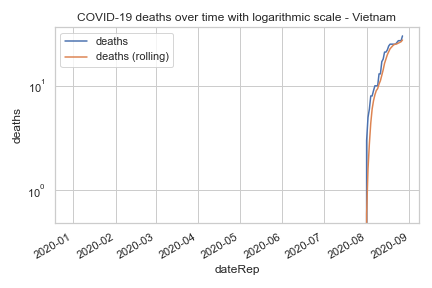 COVID-19 deaths over time with logarithmic scale - Vietnam
deaths
deaths (rolling)
10¹
10⁰
deaths
2020-01
2020-02
2020-03
2020-04
2020-05
2020-06
2020-07
2020-08
2020-09
dateRep